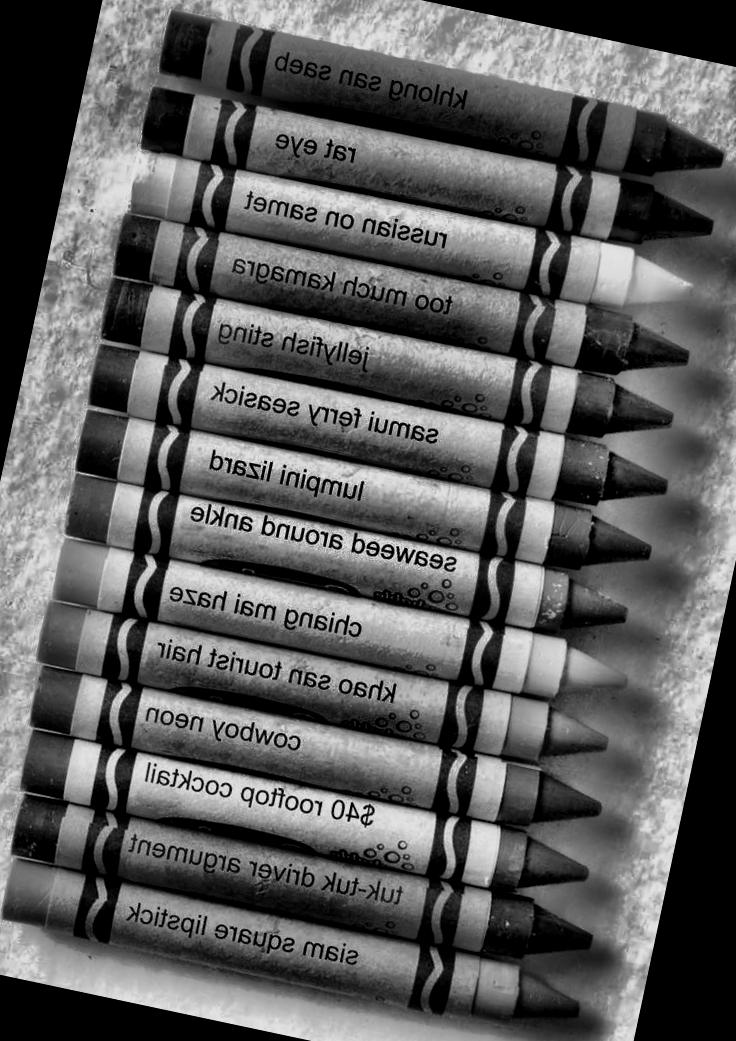 khlong san saeb
rat eye
russian on samet
too much kamagra
jellyfish sting
samui ferry seasick
lumpini lizard
seaweed around ankle
chiang mai haze
khao san tourist hair
cowboy neon
$40 rooftop cocktail
tuk-tuk driver argument
siam square lipstick